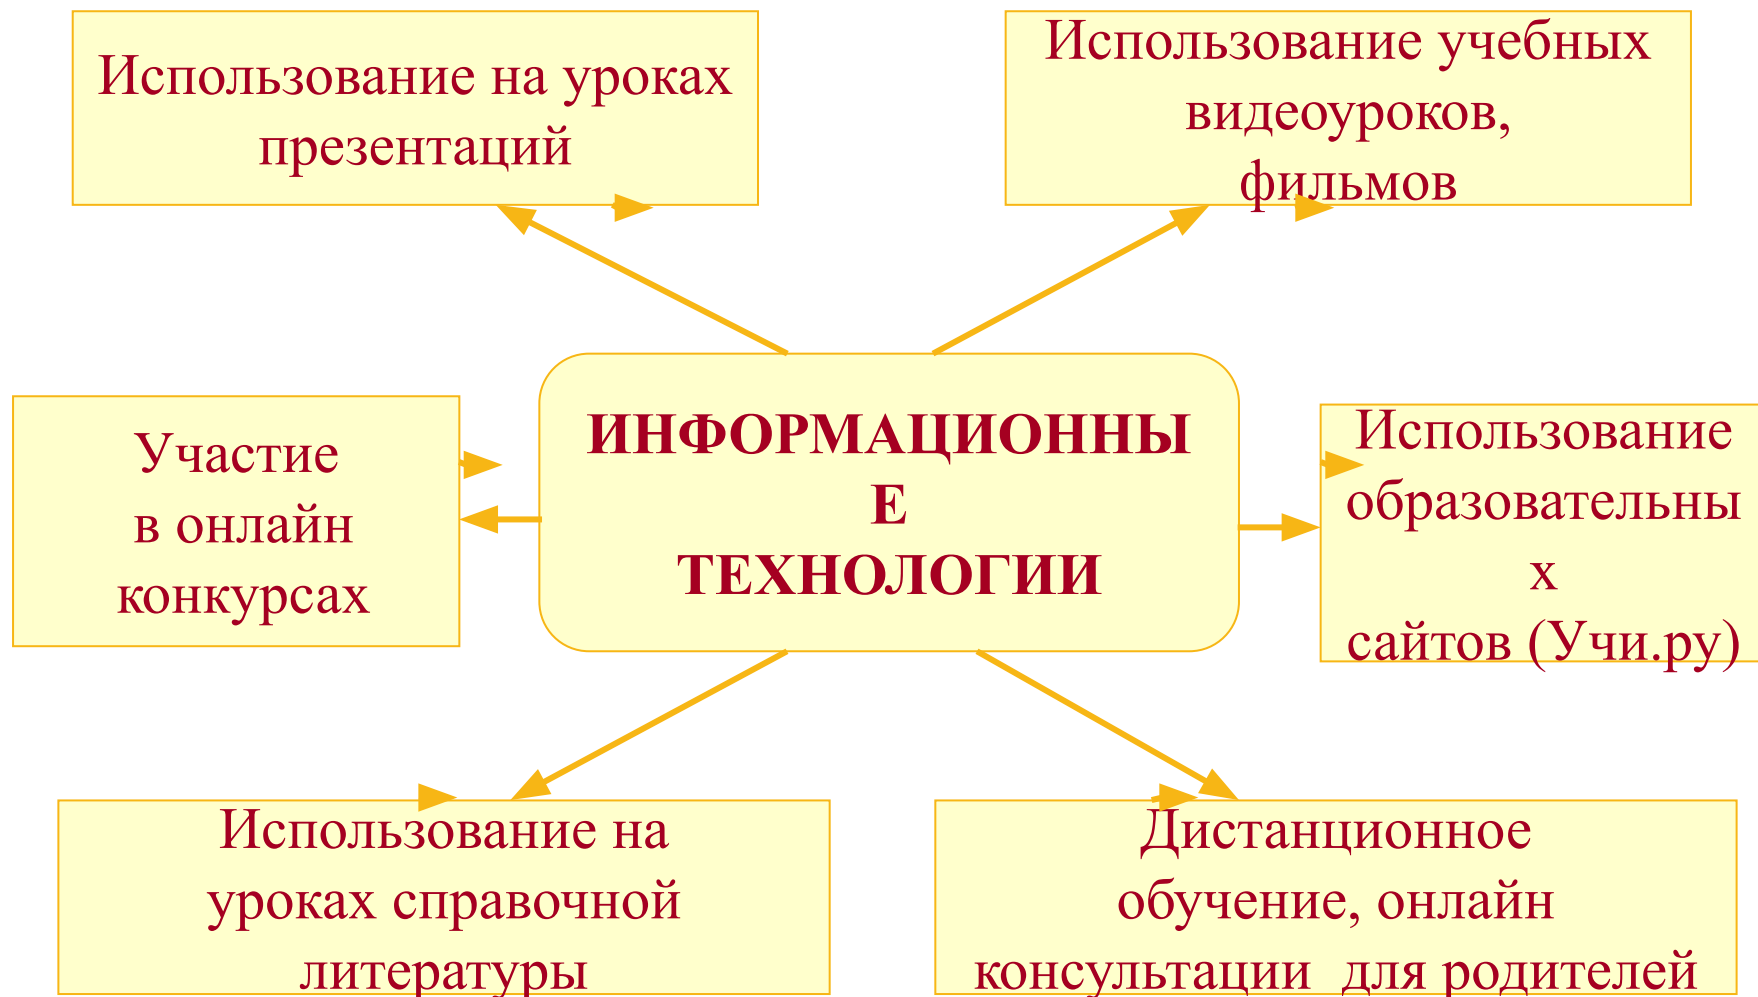 Использование на уроках
презентаций
Использование учебных
видеоуроков,
фильмов
Участие
в онлайн
конкурсах
ИНФОРМАЦИОННЫ
Е
ТЕХНОЛОГИИ
Использование
образовательны
х
сайтов (Учи.ру)
Использование на
уроках справочной
литературы
Дистанционное
обучение, онлайн
консультации для родителей